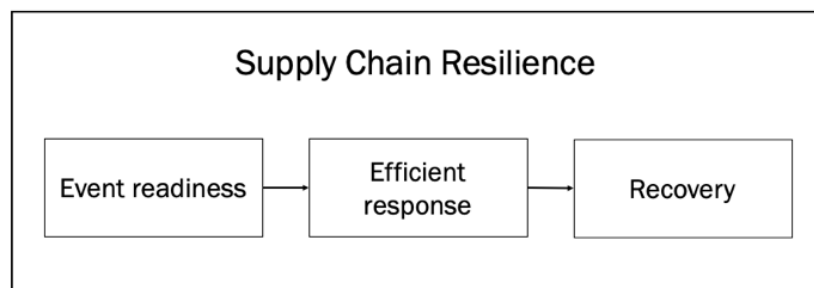 Supply Chain Resilience
Event readiness
Efficient
response
Recovery